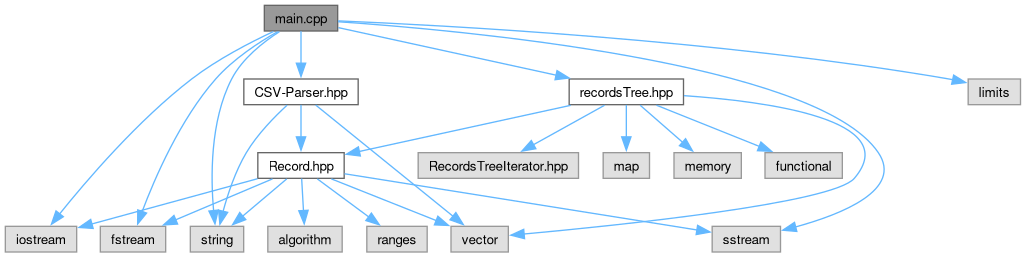 main.cpp
CSV-Parser.hpp
recordsTree.hpp
limits
Record.hpp
RecordsTreeIterator.hpp
map
memory
functional
iostream
fstream
string
algorithm
ranges
vector
sstream